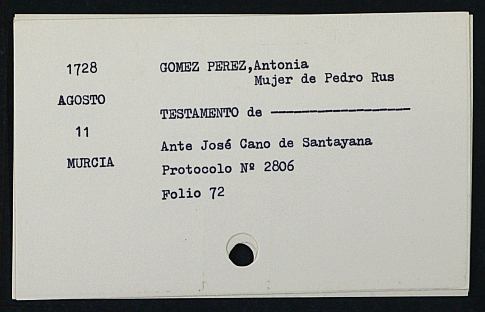 1728
AGOSTO
11
MURCIA
GOMEZ PEREZ,Antonia
Mujer de Pedro Rus
TESTAMENTO de ——————————
Ante José Cano de Santayana
Protocolo Nº 2806
Folio 72